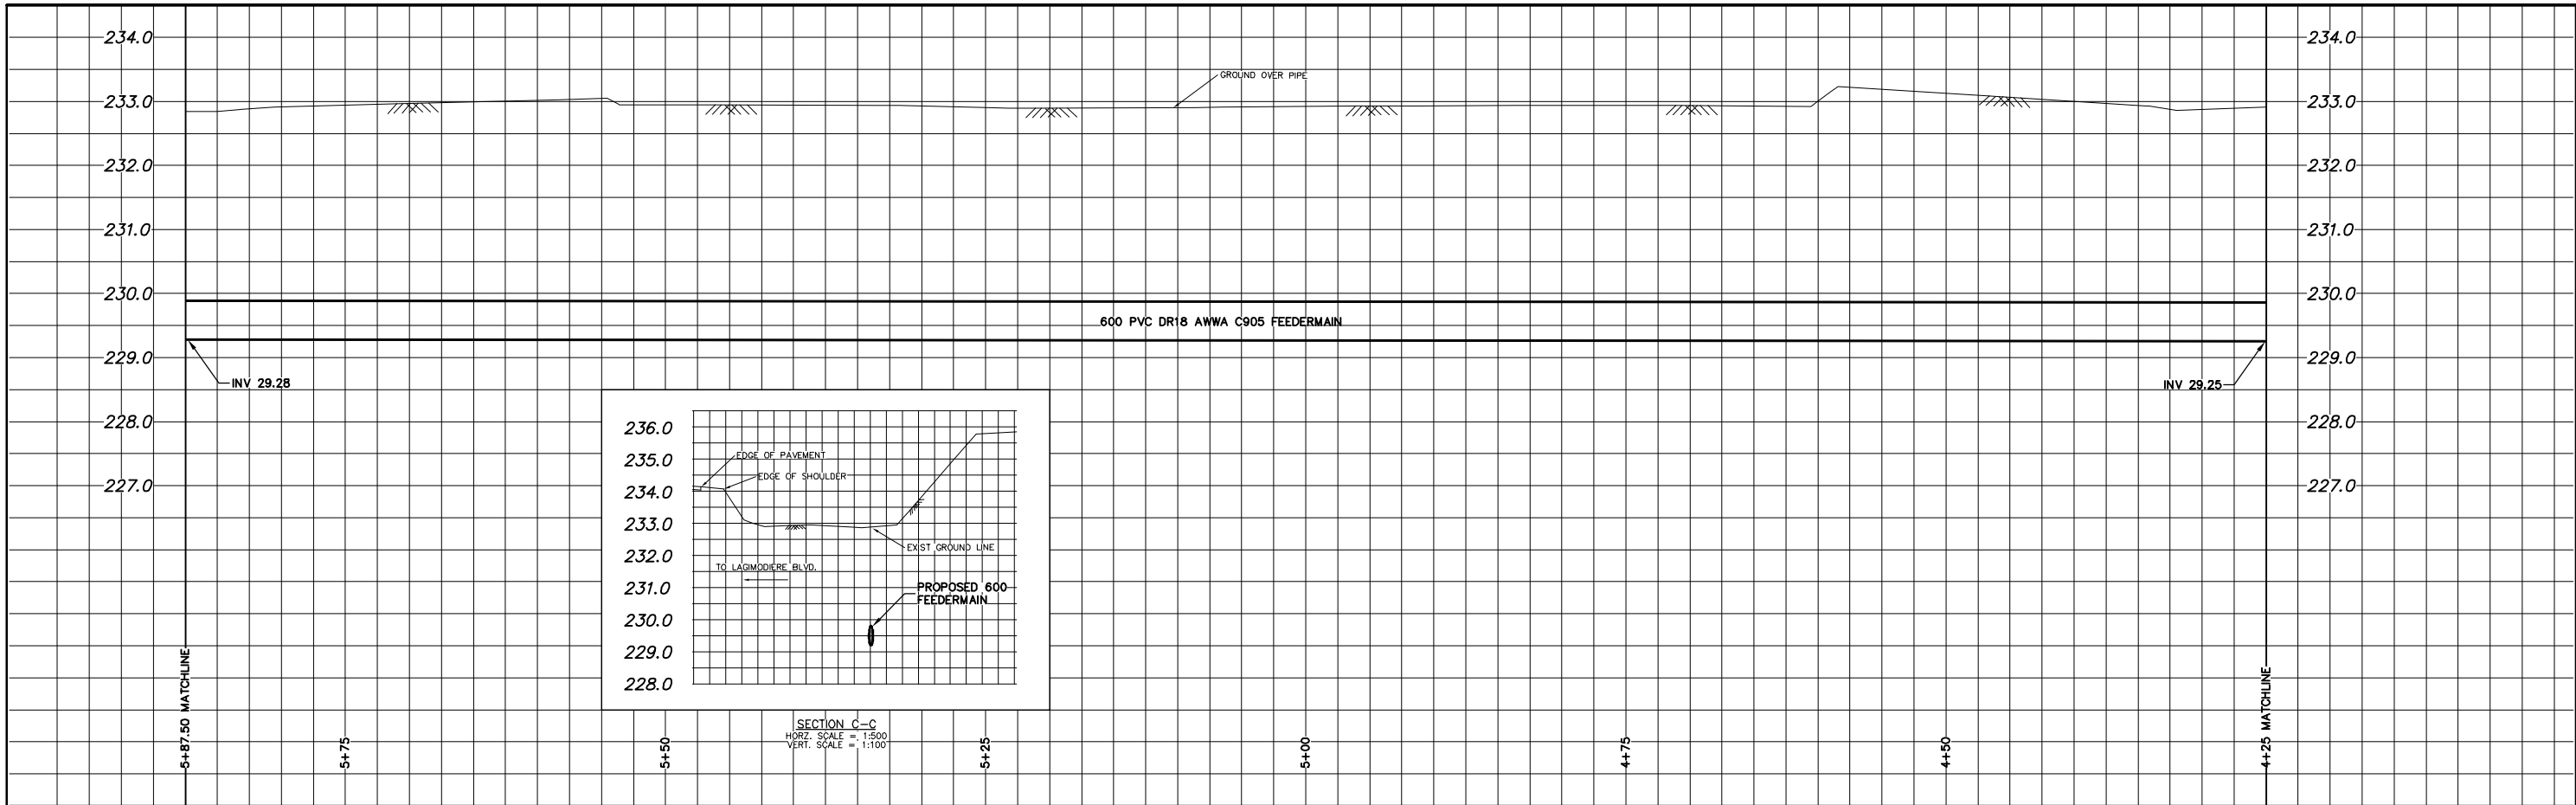 234.0
234.0
GROUND OVER PIPE
233.0
233.0
232.0
232.0
231.0
231.0
230.0
230.0
600 PVC DR18 AWWA C905 FEEDERMAIN
229.0
229.0
INV 29.28
INV 29.25
228.0
228.0
227.0
227.0
236.0
235.0
234.0
233.0
232.0
231.0
230.0
229.0
228.0
EDGE OF PAVEMENT
EDGE OF SHOULDER
EXIST GROUND LINE
TO LAGIMODIERE BLVD.
PROPOSED 600
FEEDERMAIN
SECTION C-C
HORZ. SCALE = 1:500
VERT. SCALE = 1:100
5+87.50 MATCHLINE
5+75
5+50
5+25
5+00
4+75
4+50
4+25 MATCHLINE